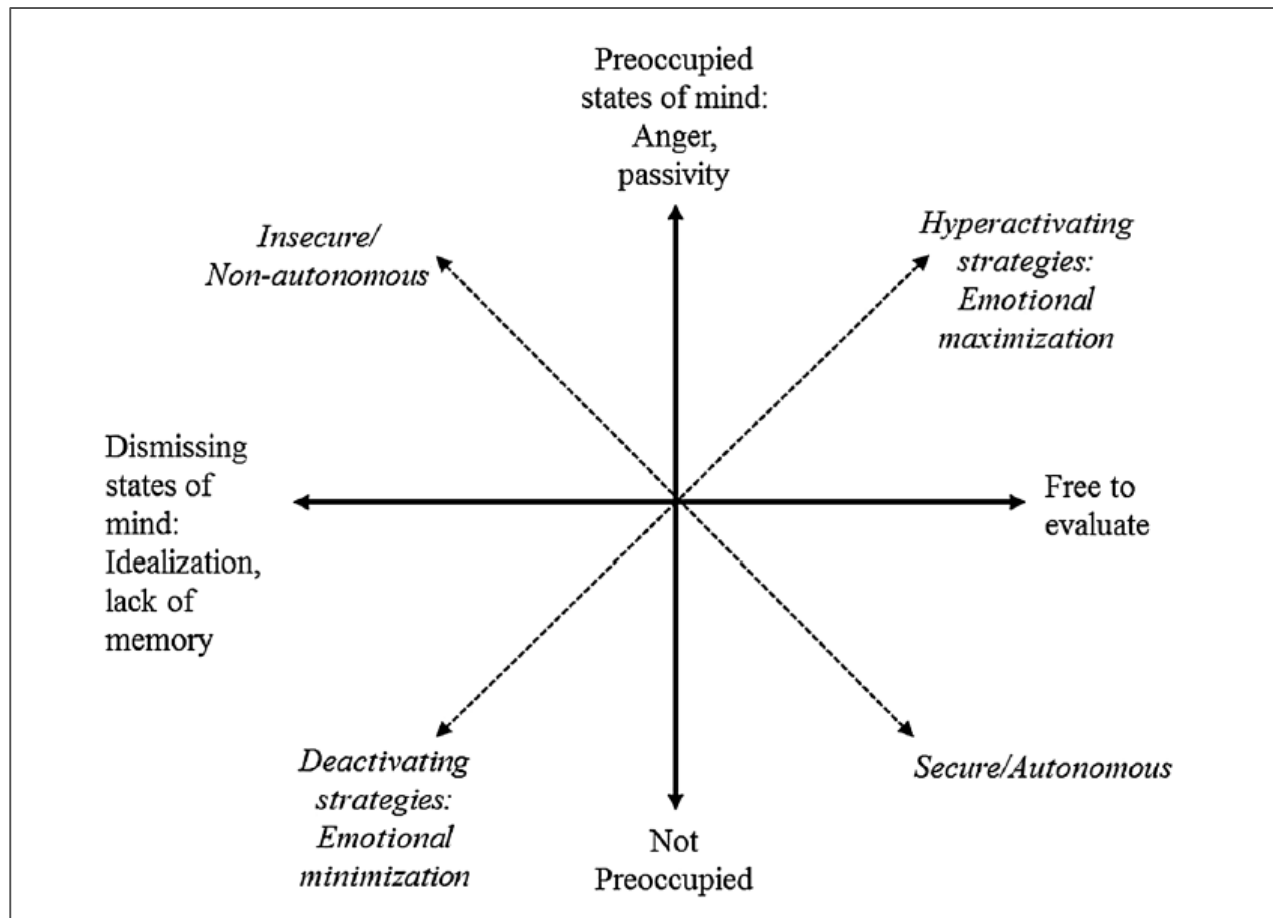 Preoccupied
states of mind:
Anger,
passivity
Insecure/
Non-autonomous
Hyperactivating
strategies:
Emotional
maximization
Dismissing
states of
mind:
Idealization,
lack of
memory
Free to
evaluate
Deactivating
strategies:
Emotional
minimization
Not
Preoccupied
Secure/Autonomous